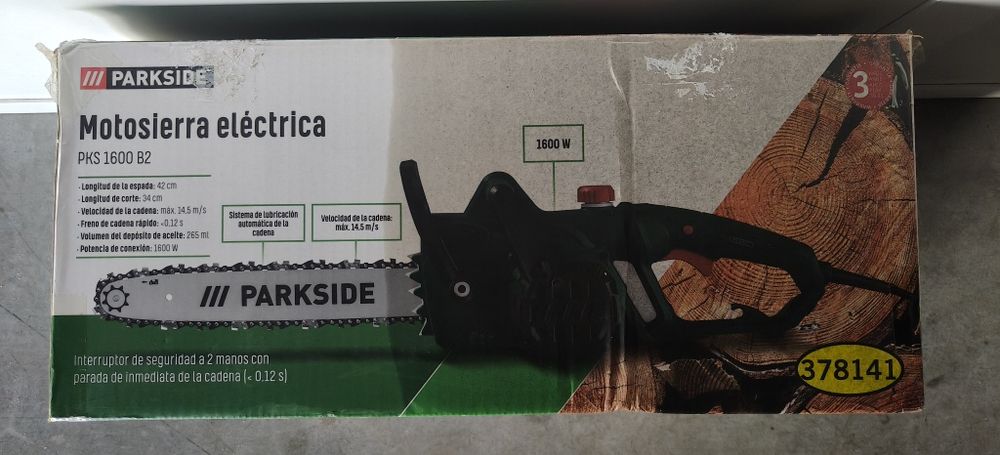 /// PARKSIDE
3
Motosierra eléctrica
PKS 1600 B2
1600 W
· Longitud de la espada: 42 cm
· Longitud de corte: 34 cm
· Velocidad de la cadena: máx. 14,5 m/s
· Freno de cadena rápido: <0,12 s
· Volumen del depósito de aceite: 265 ml
· Potencia de conexión: 1600 W
Sistema de lubricación
automática de la
cadena
Velocidad de la cadena:
máx. 14,5 m/s
/// PARKSIDE
Interruptor de seguridad a 2 manos con
parada de inmediata de la cadena (< 0,12 s)
378141